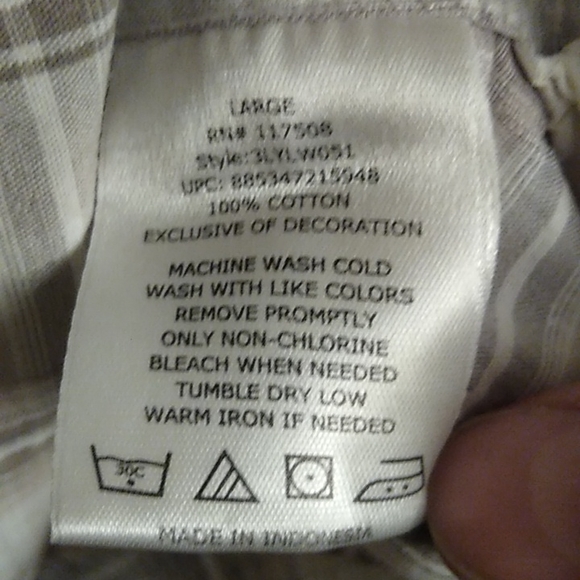 LARGE
RN# 117508
Style:3LYLW051
UPC: 885347215948
100% COTTON
EXCLUSIVE OF DECORATION
MACHINE WASH COLD
WASH WITH LIKE COLORS
REMOVE PROMPTLY
ONLY NON-CHLORINE
BLEACH WHEN NEEDED
TUMBLE DRY LOW
WARM IRON IF NEEDED
30C
MADE IN INDONESIA